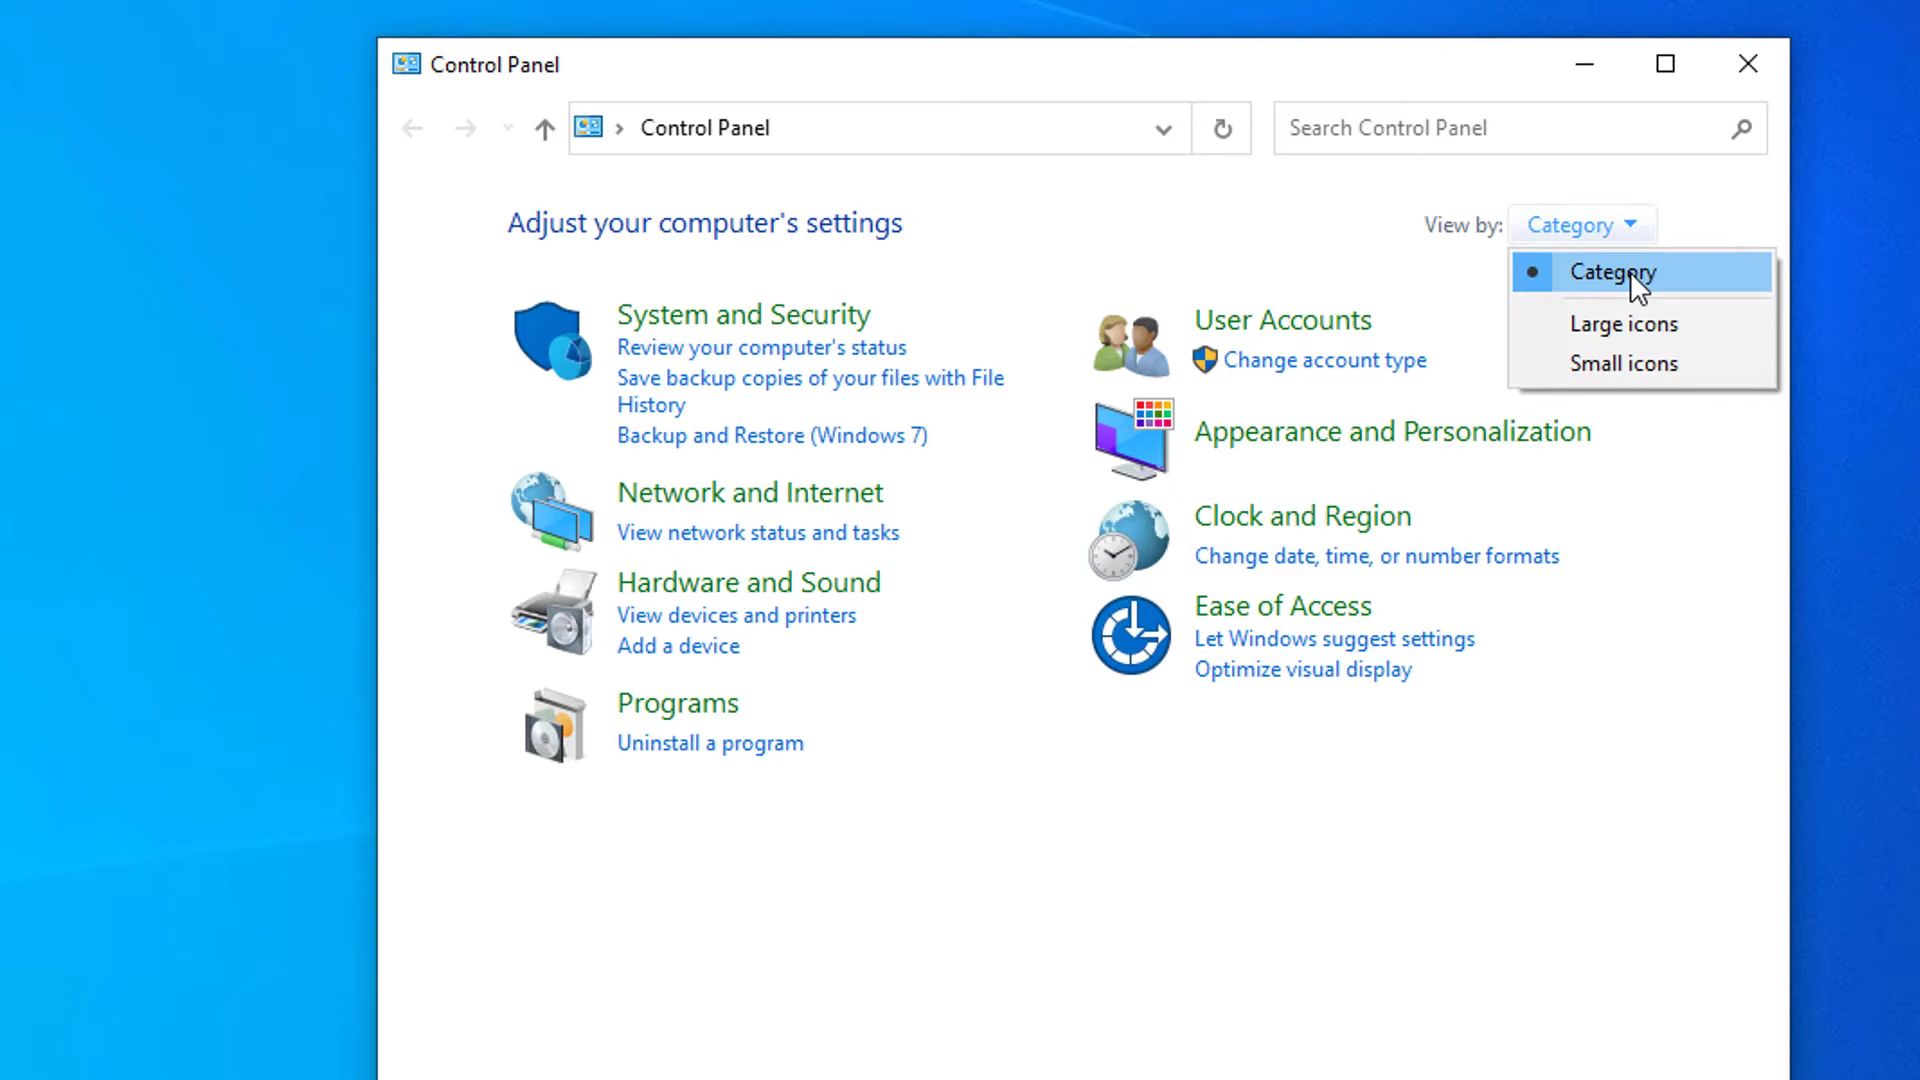 Control Panel
Control Panel
Search Control Panel
Adjust your computer's settings
View by:
Category
Category
Large icons
Small icons
System and Security
Review your computer's status
Save backup copies of your files with File
History
Backup and Restore (Windows 7)
Network and Internet
View network status and tasks
Hardware and Sound
View devices and printers
Add a device
Programs
Uninstall a program
User Accounts
Change account type
Appearance and Personalization
Clock and Region
Change date, time, or number formats
Ease of Access
Let Windows suggest settings
Optimize visual display